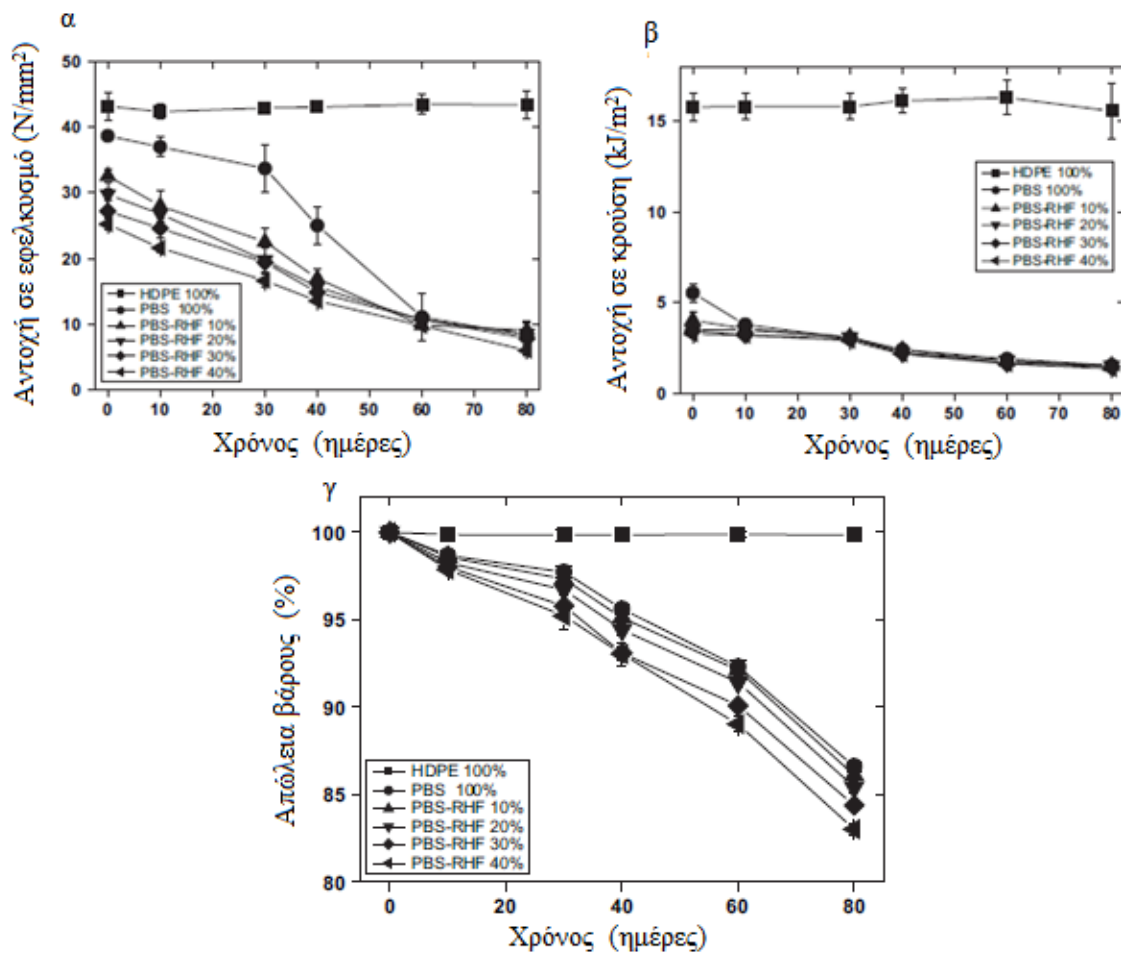 α
Αντοχή σε εφελκυσμό (N/mm²)
50
40
30
20
10
0
HDPE 100%
PBS 100%
PBS-RHF 10%
PBS-RHF 20%
PBS-RHF 30%
PBS-RHF 40%
0 10 20 30 40 50 60 70 80
Χρόνος (ημέρες)
β
Αντοχή σε κρούση (kJ/m²)
15
10
5
0
HDPE 100%
PBS 100%
PBS-RHF 10%
PBS-RHF 20%
PBS-RHF 30%
PBS-RHF 40%
0 10 20 30 40 50 60 70 80
Χρόνος (ημέρες)
γ
Απώλεια βάρους (%)
100
95
90
85
80
HDPE 100%
PBS 100%
PBS-RHF 10%
PBS-RHF 20%
PBS-RHF 30%
PBS-RHF 40%
0 20 40 60 80
Χρόνος (ημέρες)